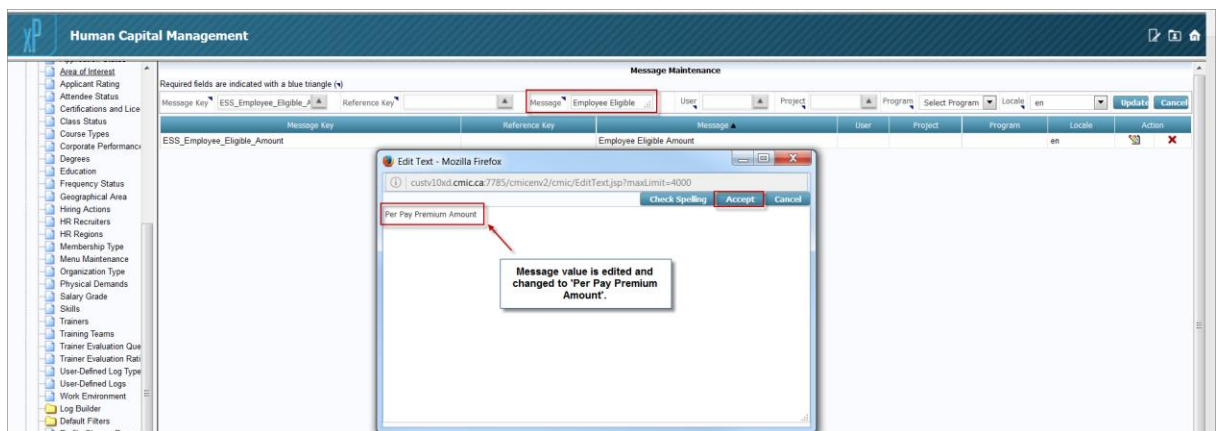 xP Human Capital Management
Area of Interest
Applicant Rating
Attendee Status
Certifications and Lice
Class Status
Course Types
Corporate Performance
Degrees
Education
Frequency Status
Geographical Area
Hiring Actions
HR Recruiters
HR Regions
Membership Type
Menu Maintenance
Organization Type
Physical Demands
Salary Grade
Skills
Trainers
Training Teams
Trainer Evaluation Que
Trainer Evaluation Rati
User-Defined Log Type
User-Defined Logs
Work Environment
Log Builder
Default Filters
Message Maintenance
Required fields are indicated with a blue triangle ( )
Message Key ESS_Employee_Eligible_A Reference Key Message Employee Eligible User Project Program Select Program Locale en Update Cancel
Message Key Reference Key Message User Project Program Locale Action
ESS_Employee_Eligible_Amount Employee Eligible Amount en
Edit Text - Mozilla Firefox
custv10xd.cmic.ca:7785/cmicenv2/cmic/EditText.jsp?maxLimit=4000
Check Spelling Accept Cancel
Per Pay Premium Amount
Message value is edited and
changed to 'Per Pay Premium
Amount'.